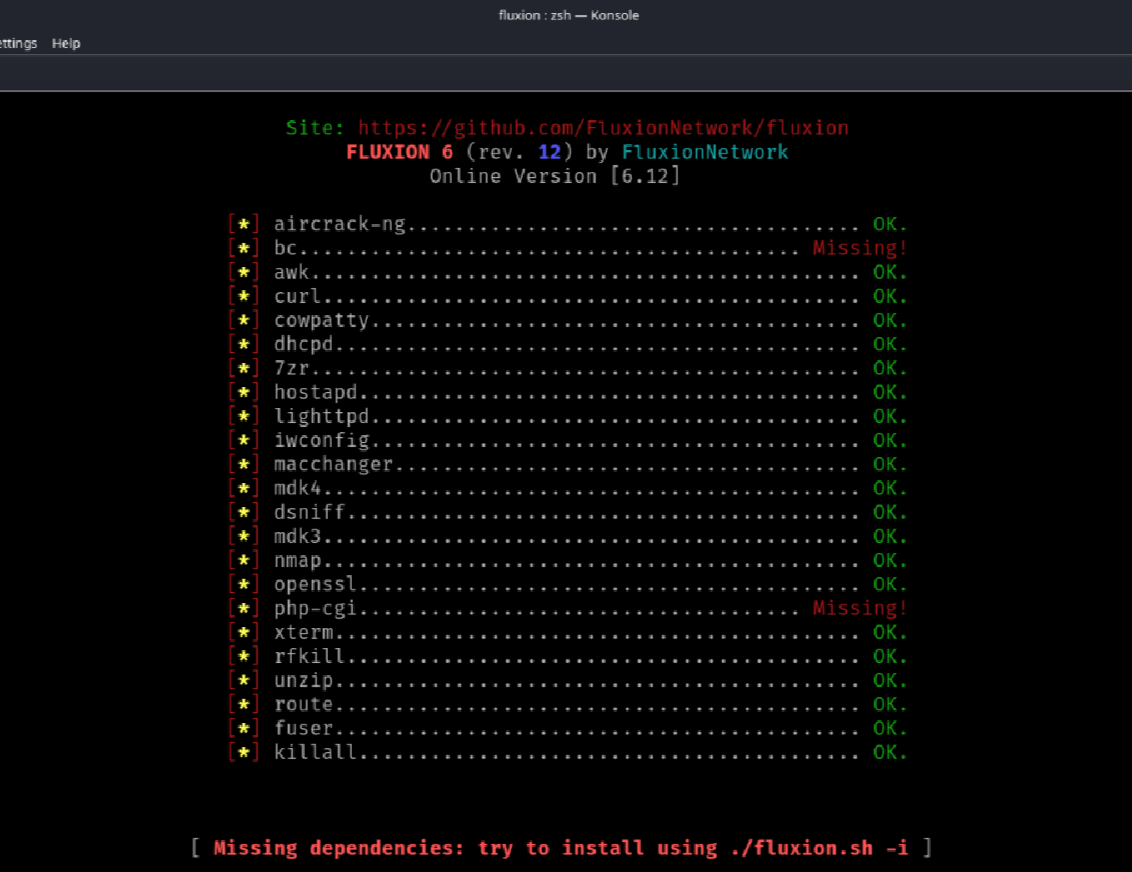 fluxion : zsh — Konsole
ettings Help
Site: https://github.com/FluxionNetwork/fluxion
FLUXION 6 (rev. 12) by FluxionNetwork
Online Version [6.12]
[*] aircrack-ng..................................... OK.
[*] bc.......................................... Missing!
[*] awk.............................................. OK.
[*] curl............................................. OK.
[*] cowpatty......................................... OK.
[*] dhcpd............................................ OK.
[*] 7zr.............................................. OK.
[*] hostapd.......................................... OK.
[*] lighttpd......................................... OK.
[*] iwconfig......................................... OK.
[*] macchanger....................................... OK.
[*] mdk4............................................. OK.
[*] dsniff........................................... OK.
[*] mdk3............................................. OK.
[*] nmap............................................. OK.
[*] openssl.......................................... OK.
[*] php-cgi..................................... Missing!
[*] xterm............................................ OK.
[*] rfkill........................................... OK.
[*] unzip............................................ OK.
[*] route............................................ OK.
[*] fuser............................................ OK.
[*] killall.......................................... OK.
[ Missing dependencies: try to install using ./fluxion.sh -i ]